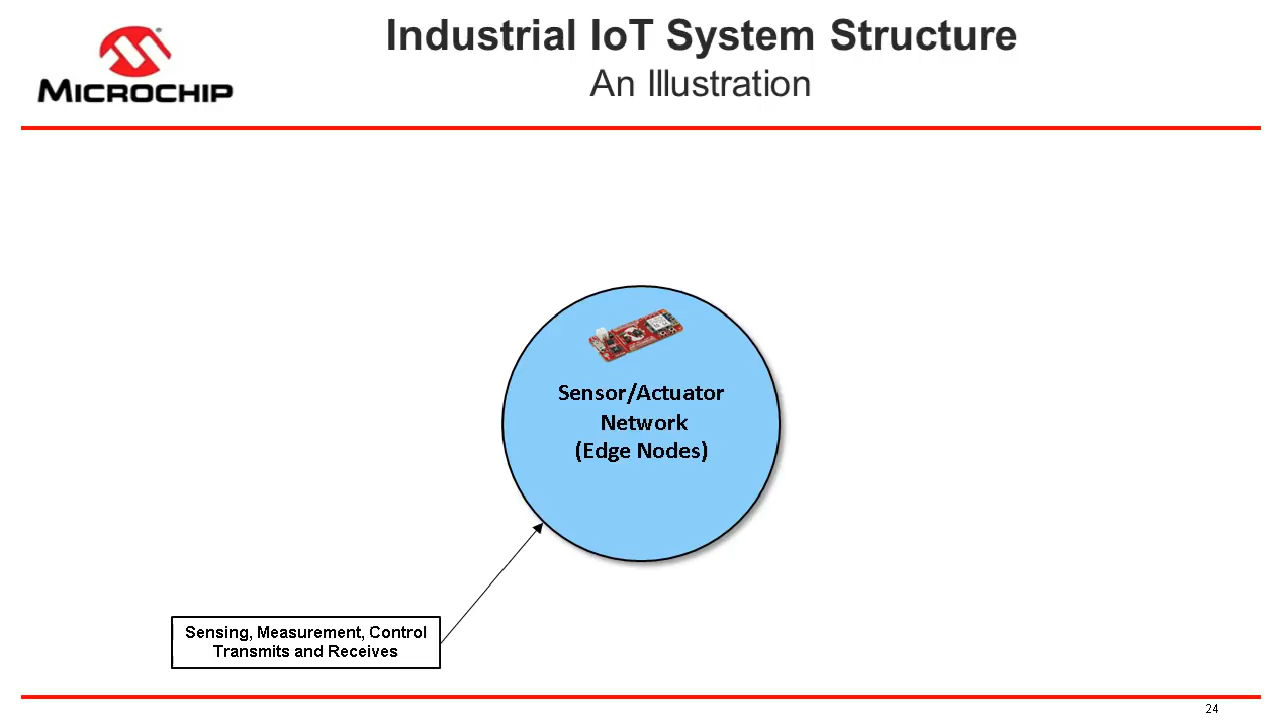 Industrial IoT System Structure
An Illustration
MICROCHIP
Sensor/Actuator
Network
(Edge Nodes)
Sensing, Measurement, Control
Transmits and Receives
24